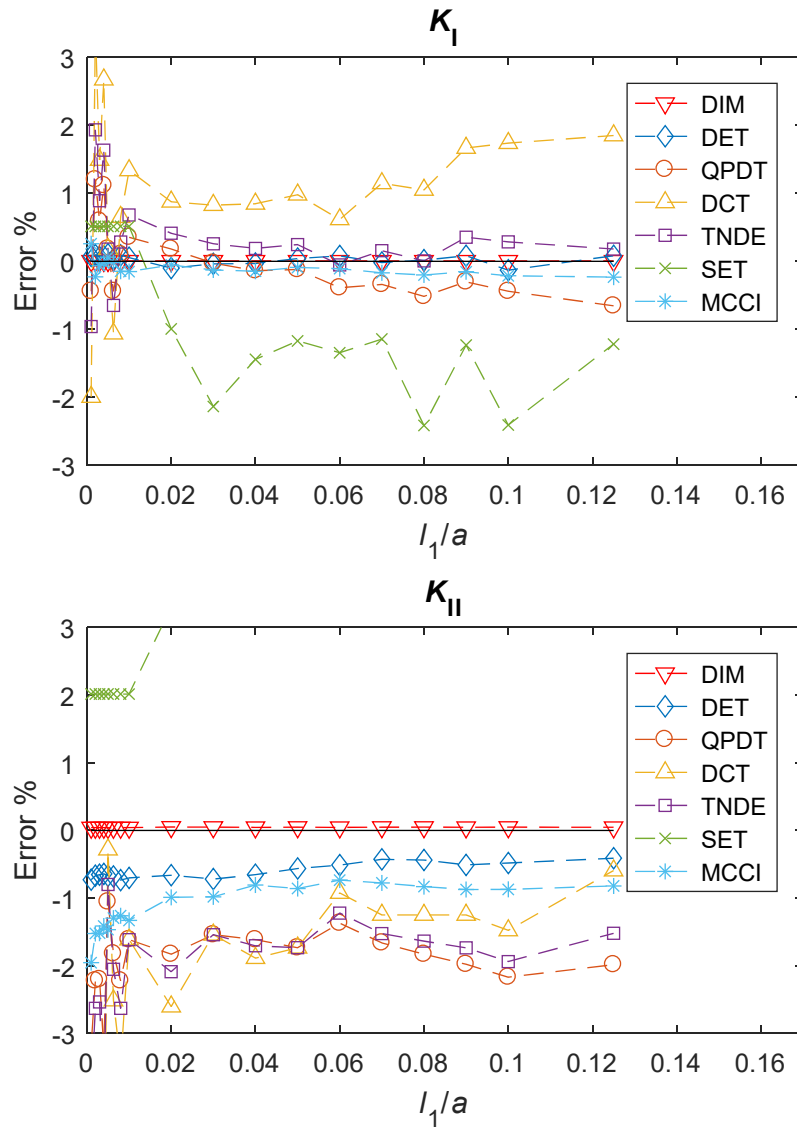 K_I
3
2
1
0
-1
-2
-3
Error %
DIM
DET
QPDT
DCT
TNDE
SET
MCCI
0 0.02 0.04 0.06 0.08 0.1 0.12 0.14 0.16
l_1/a
K_II
3
2
1
0
-1
-2
-3
Error %
DIM
DET
QPDT
DCT
TNDE
SET
MCCI
0 0.02 0.04 0.06 0.08 0.1 0.12 0.14 0.16
l_1/a